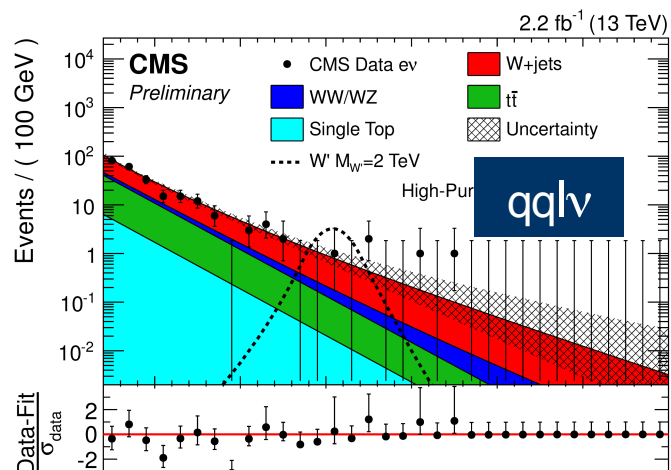 2.2 fb⁻¹ (13 TeV)
CMS
Preliminary
CMS Data eν
W+jets
WW/WZ
tt̄
Single Top
Uncertainty
W' M_W'=2 TeV
High-Pur
qqlν
Events / ( 100 GeV )
10⁴
10³
10²
10
1
10⁻¹
10⁻²
Data-Fit
σ_data
2
0
-2